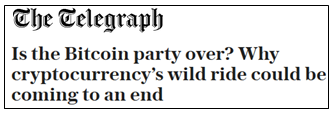 The Telegraph
Is the Bitcoin party over? Why
cryptocurrency’s wild ride could be
coming to an end